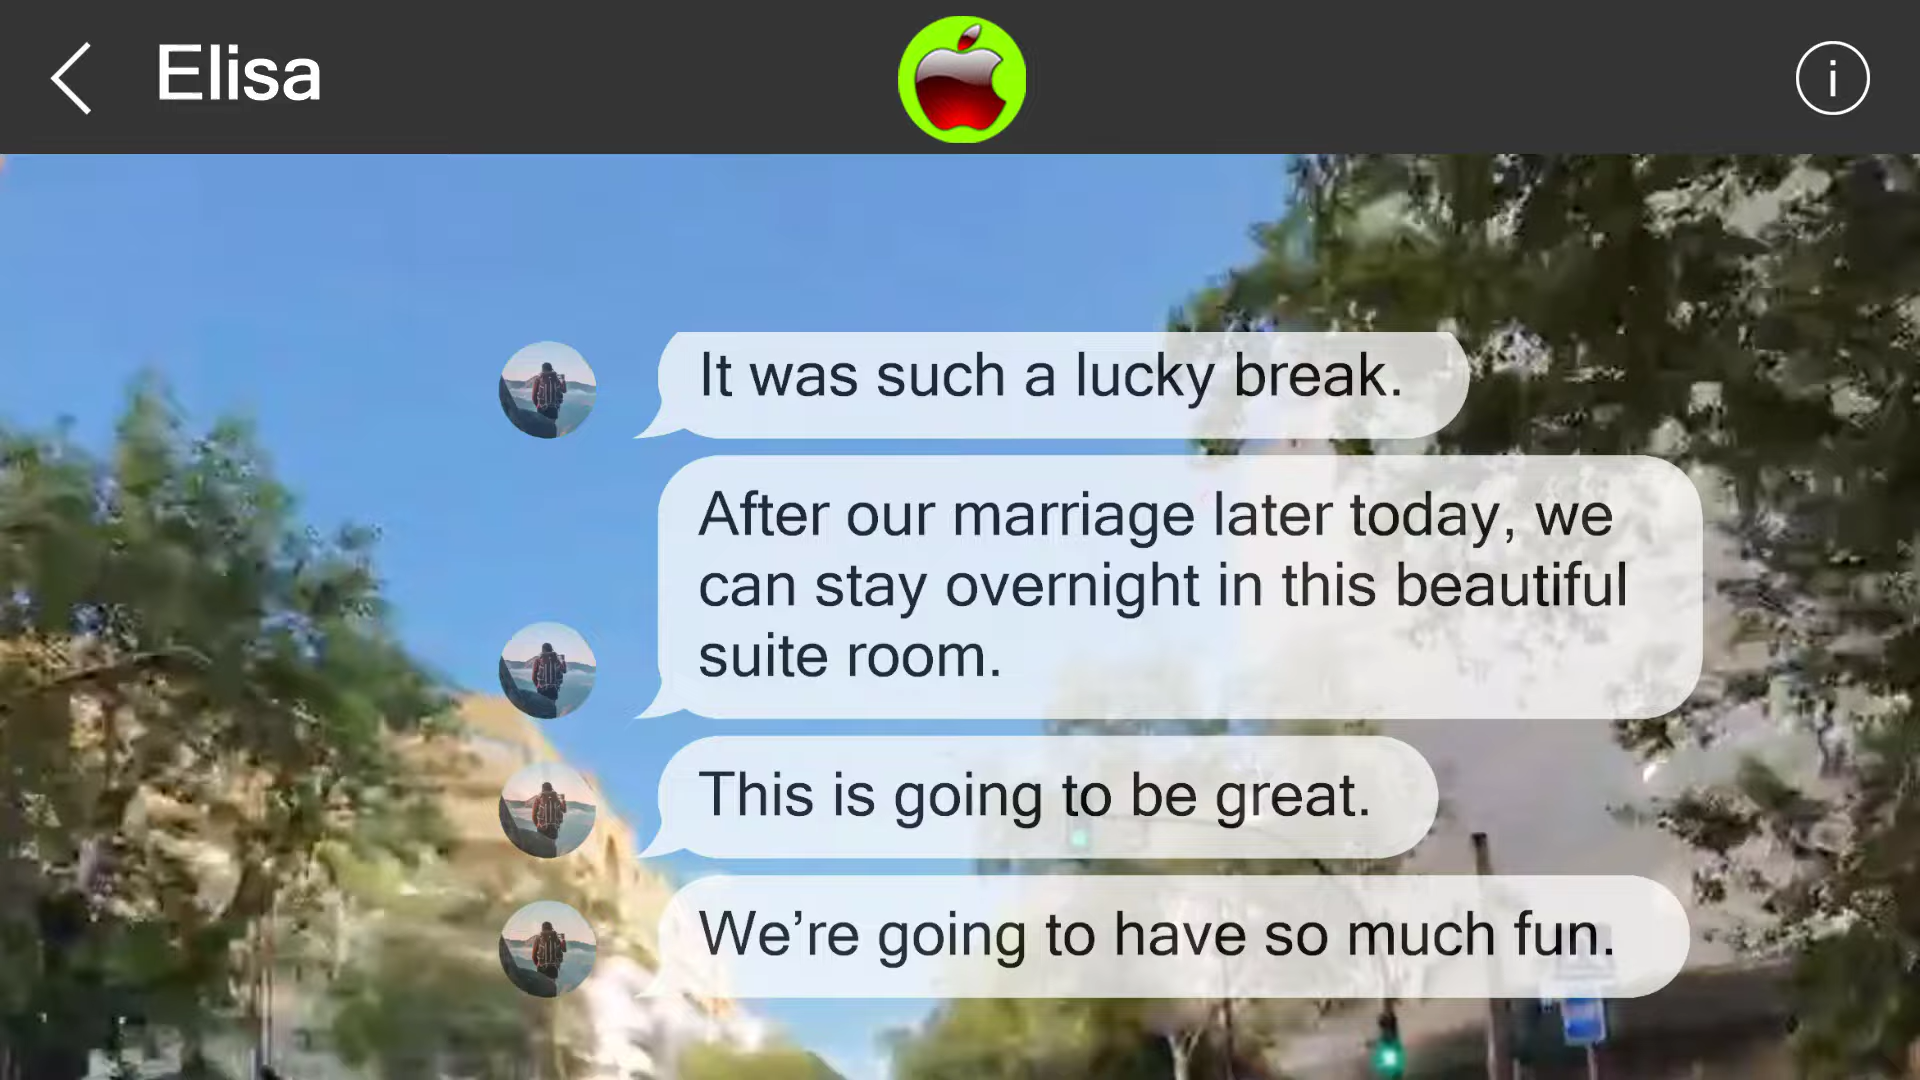 Elisa
It was such a lucky break.
After our marriage later today, we
can stay overnight in this beautiful
suite room.
This is going to be great.
We’re going to have so much fun.